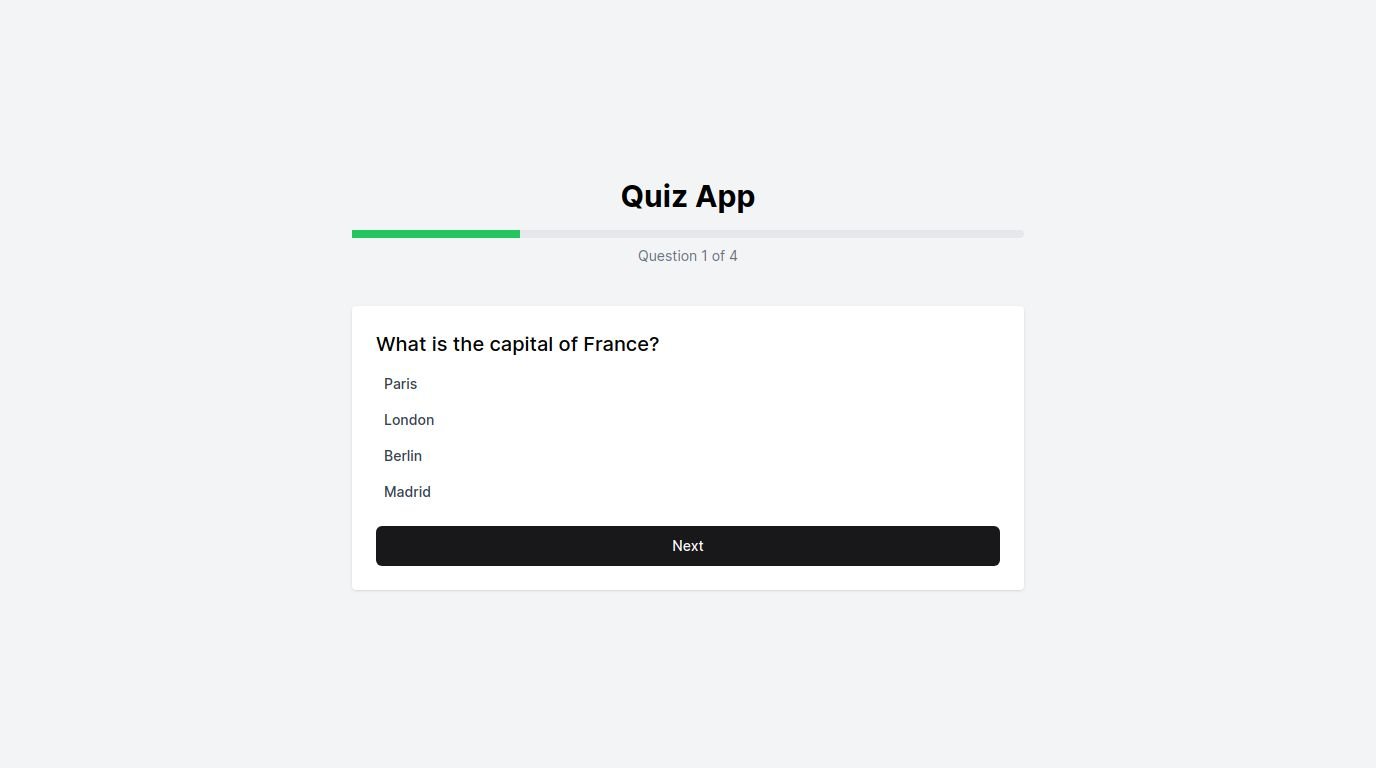 Quiz App
Question 1 of 4
What is the capital of France?
Paris
London
Berlin
Madrid
Next